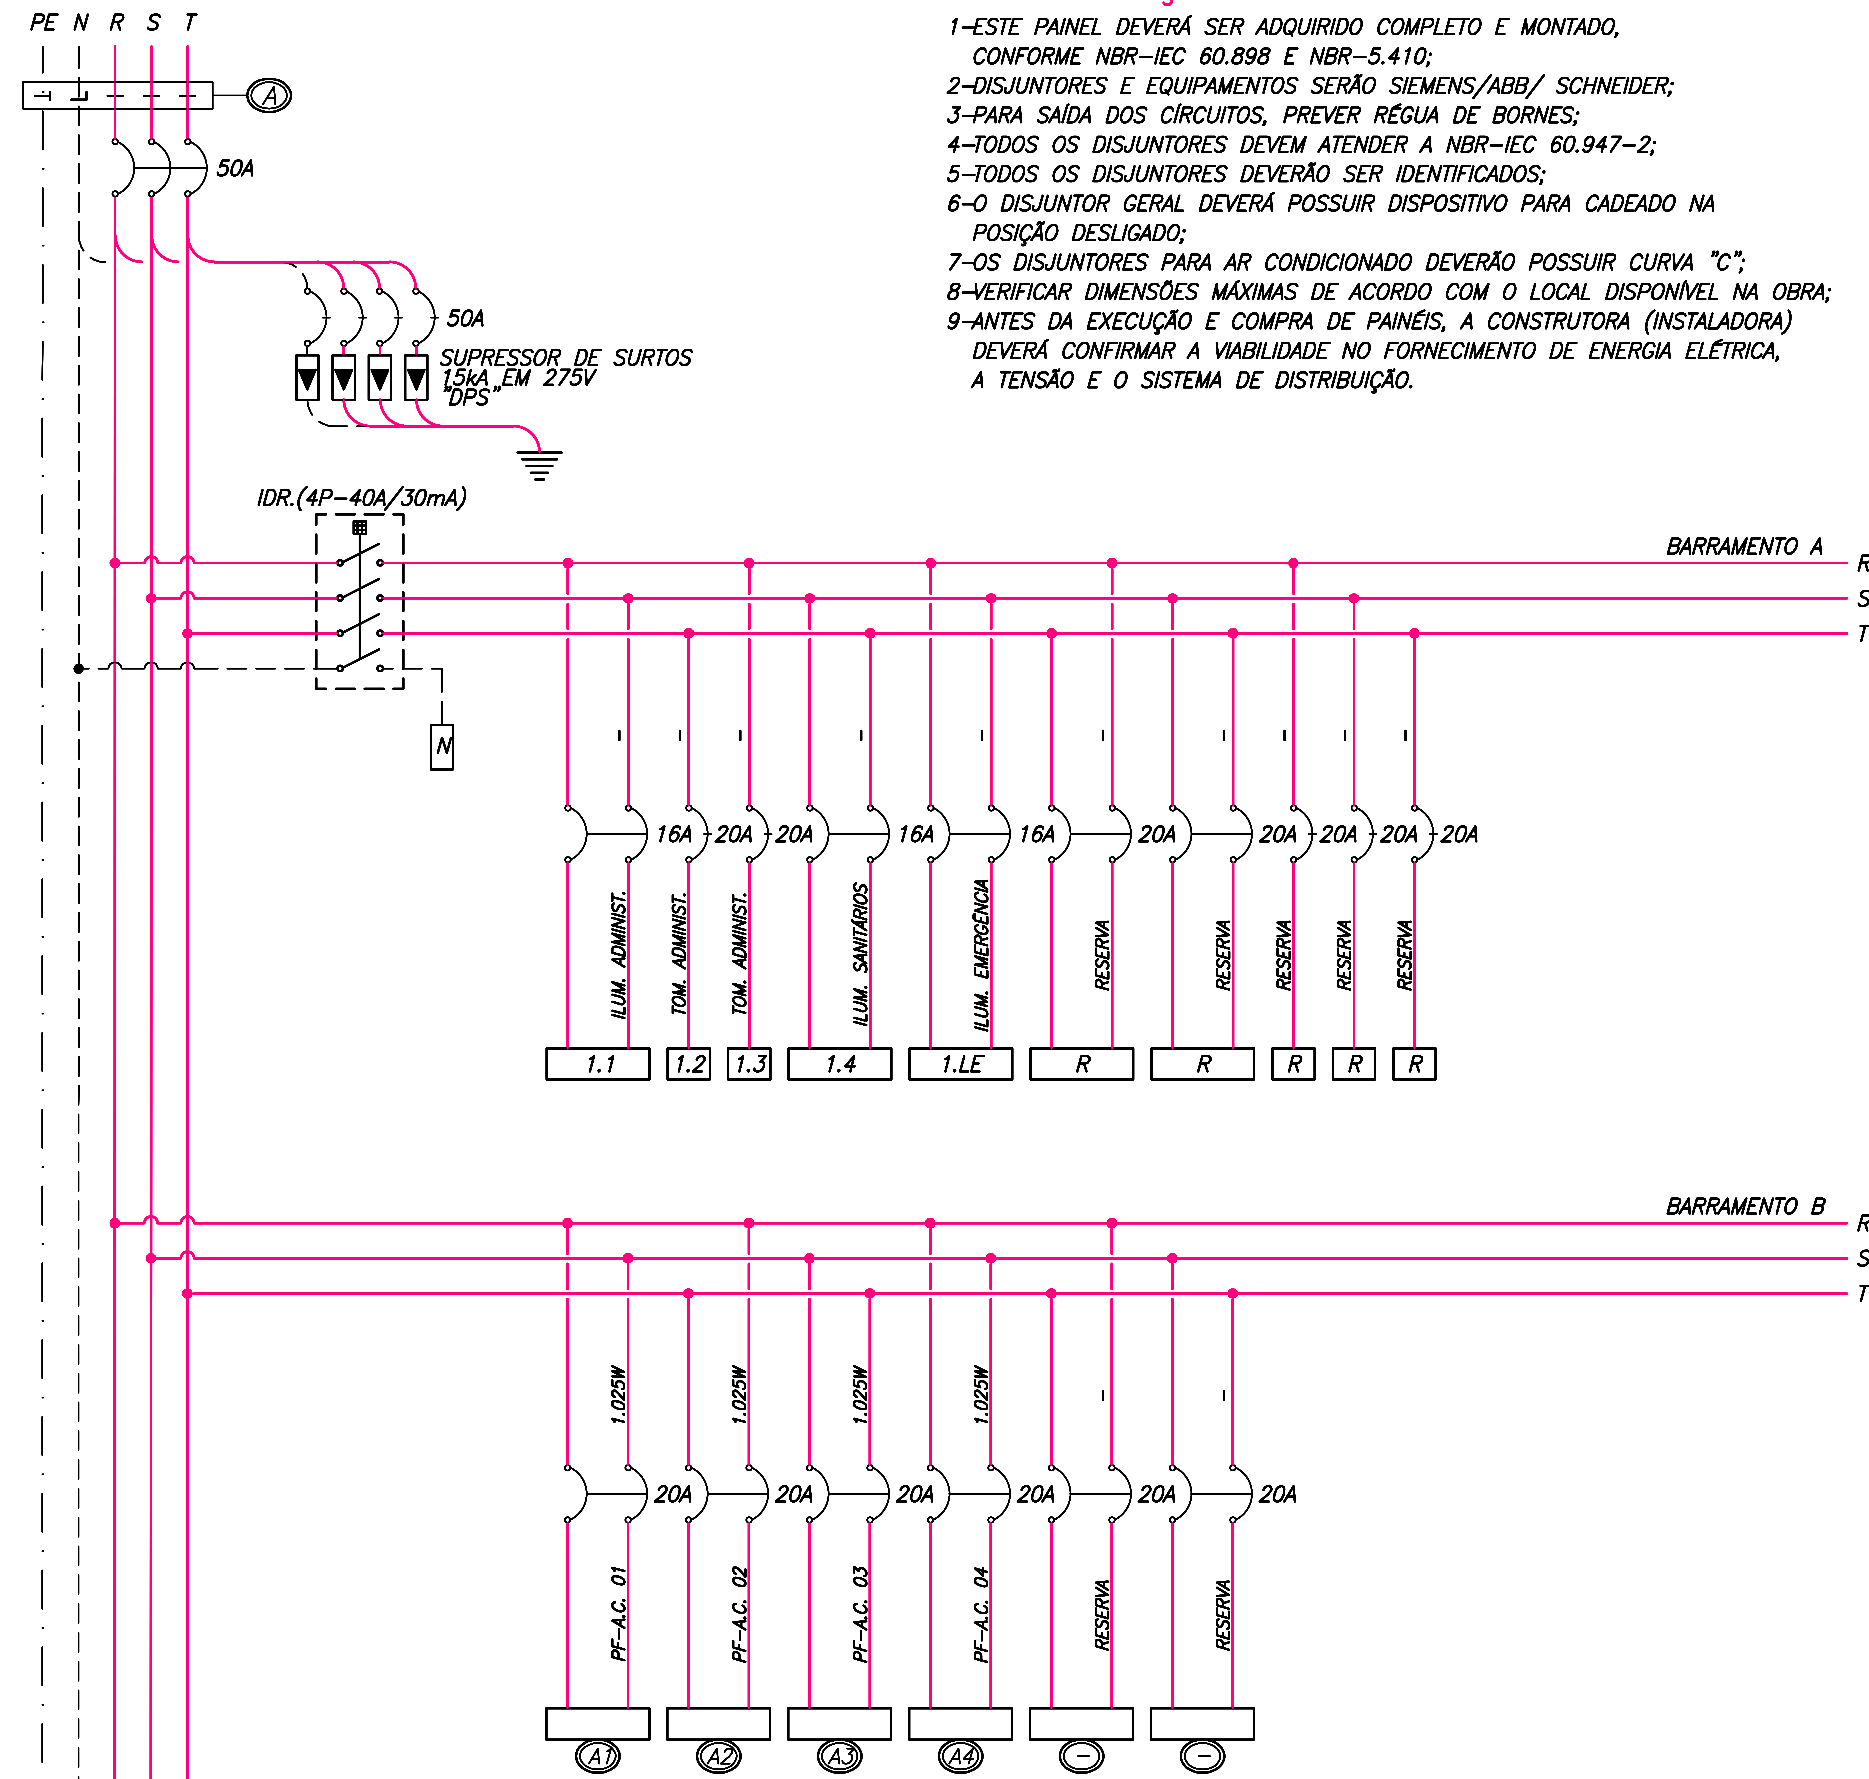 PE N R S T
1-ESTE PAINEL DEVERÁ SER ADQUIRIDO COMPLETO E MONTADO,
CONFORME NBR-IEC 60.898 E NBR-5.410;
2-DISJUNTORES E EQUIPAMENTOS SERÃO SIEMENS/ABB/ SCHNEIDER;
3-PARA SAÍDA DOS CÍRCUITOS, PREVER RÉGUA DE BORNES;
4-TODOS OS DISJUNTORES DEVEM ATENDER A NBR-IEC 60.947-2;
5-TODOS OS DISJUNTORES DEVERÃO SER IDENTIFICADOS;
6-O DISJUNTOR GERAL DEVERÁ POSSUIR DISPOSITIVO PARA CADEADO NA
POSIÇÃO DESLIGADO;
7-OS DISJUNTORES PARA AR CONDICIONADO DEVERÃO POSSUIR CURVA "C";
8-VERIFICAR DIMENSÕES MÁXIMAS DE ACORDO COM O LOCAL DISPONÍVEL NA OBRA;
9-ANTES DA EXECUÇÃO E COMPRA DE PAINÉIS, A CONSTRUTORA (INSTALADORA)
DEVERÁ CONFIRMAR A VIABILIDADE NO FORNECIMENTO DE ENERGIA ELÉTRICA,
A TENSÃO E O SISTEMA DE DISTRIBUIÇÃO.
A
50A
50A
SUPRESSOR DE SURTOS
15kA EM 275V
"DPS"
IDR.(4P-40A/30mA)
BARRAMENTO A
R
S
T
N
16A 20A 20A 16A 16A 20A 20A 20A 20A 20A
ILUM. ADMINIST.
TOM. ADMINIST.
TOM. ADMINIST.
ILUM. SANITÁRIOS
ILUM. EMERGÊNCIA
RESERVA
RESERVA
RESERVA
RESERVA
RESERVA
1.1 1.2 1.3 1.4 1.LE R R R R R
BARRAMENTO B
R
S
T
1.025W
1.025W
1.025W
1.025W
20A 20A 20A 20A 20A 20A
PF-A.C. 01
PF-A.C. 02
PF-A.C. 03
PF-A.C. 04
RESERVA
RESERVA
A1 A2 A3 A4 - -